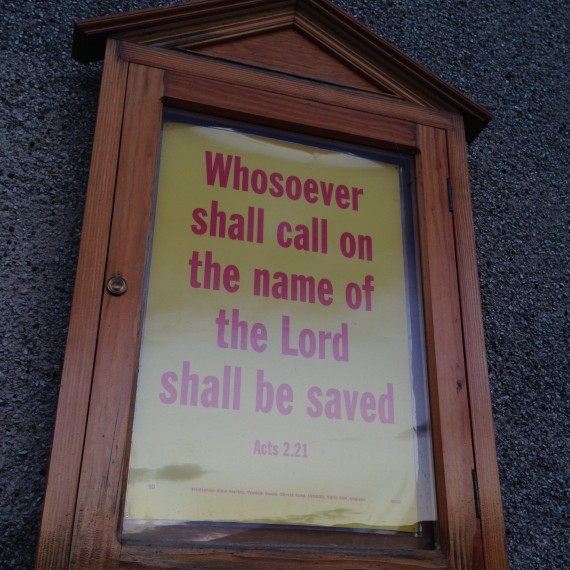 Whosoever
shall call on
the name of
the Lord
shall be saved
Acts 2.21